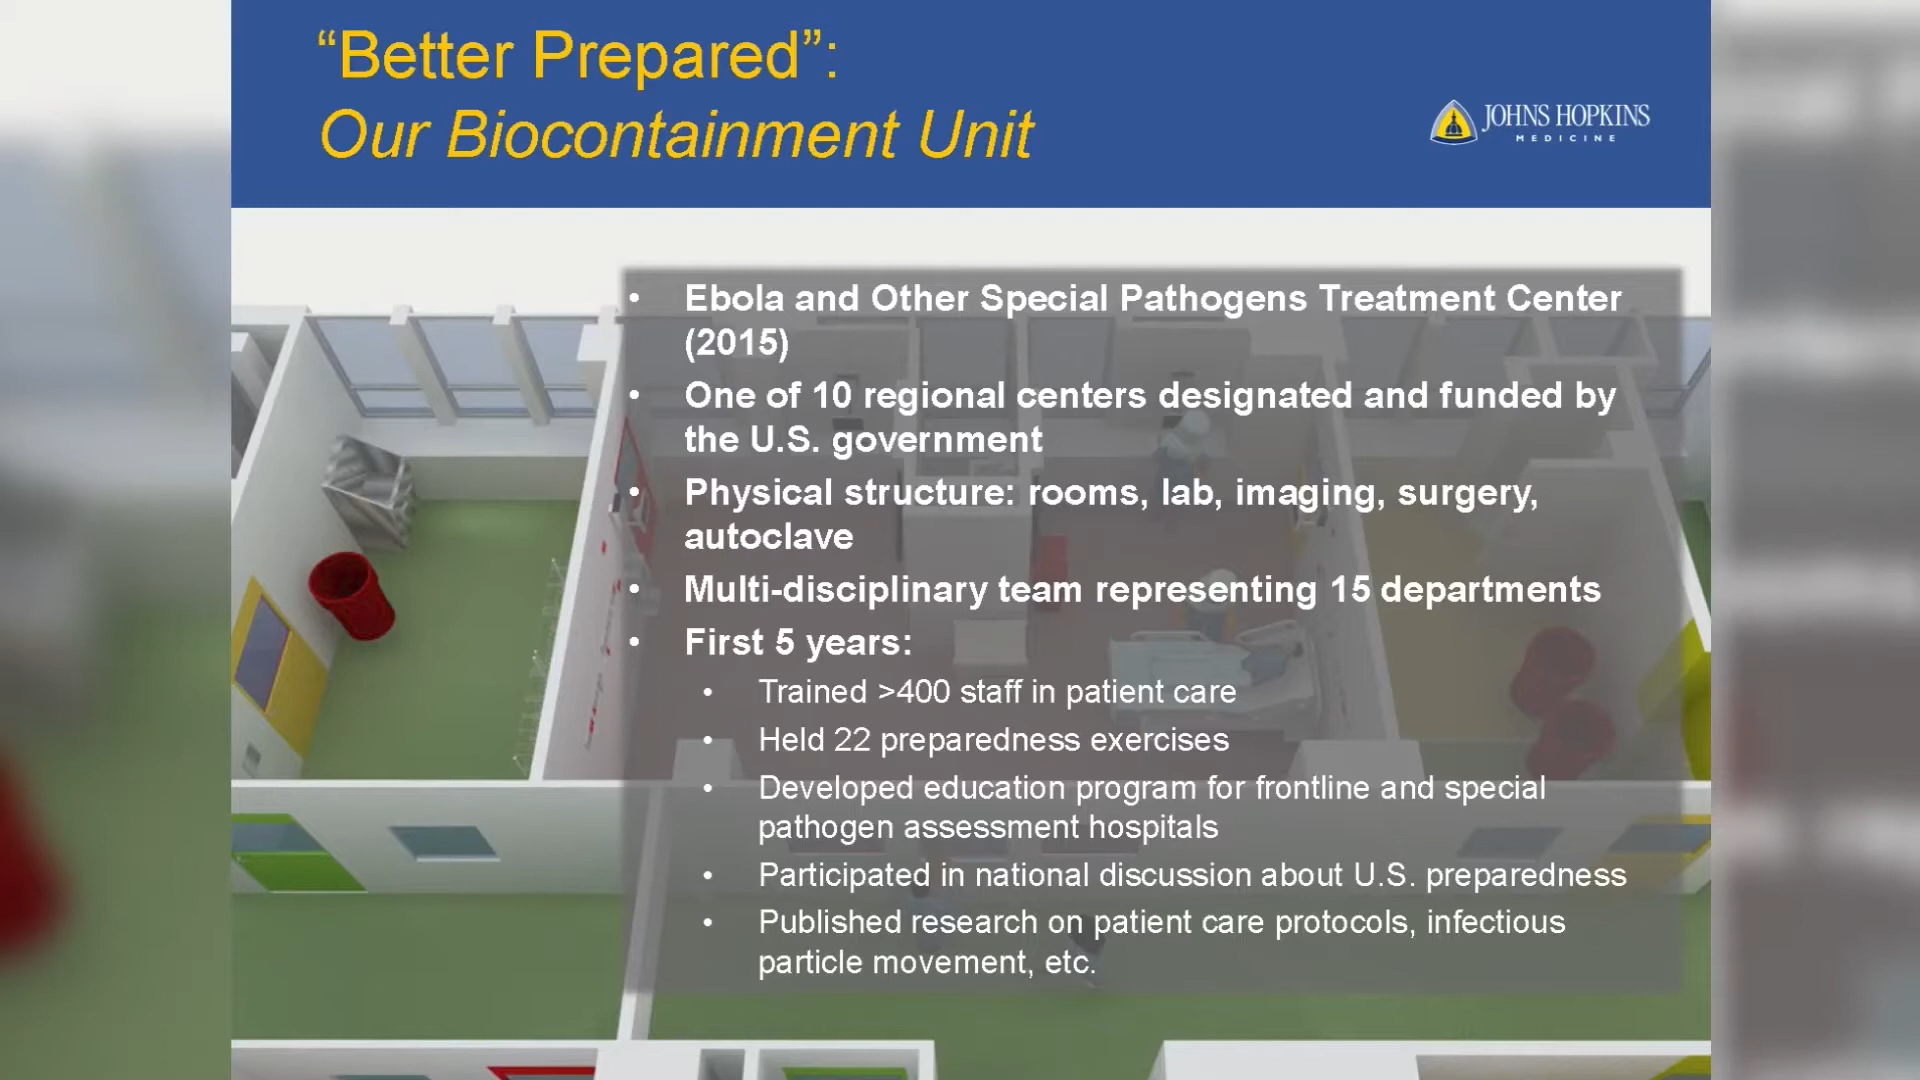 “Better Prepared”:
Our Biocontainment Unit
JOHNS HOPKINS
MEDICINE
• Ebola and Other Special Pathogens Treatment Center
(2015)
• One of 10 regional centers designated and funded by
the U.S. government
• Physical structure: rooms, lab, imaging, surgery,
autoclave
• Multi-disciplinary team representing 15 departments
• First 5 years:
• Trained >400 staff in patient care
• Held 22 preparedness exercises
• Developed education program for frontline and special
pathogen assessment hospitals
• Participated in national discussion about U.S. preparedness
• Published research on patient care protocols, infectious
particle movement, etc.